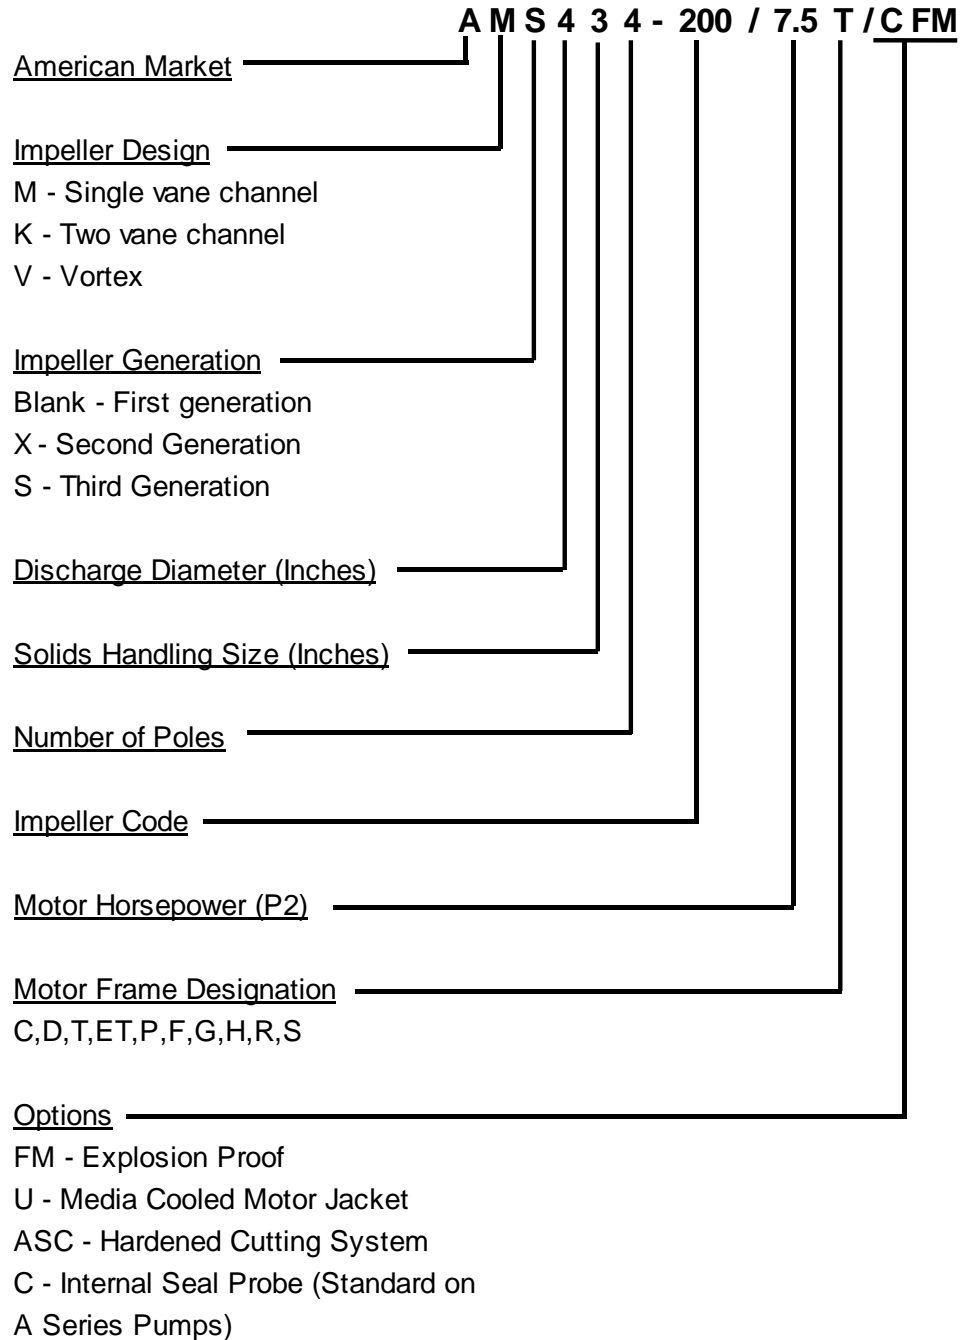 A M S 4 3 4 - 200 / 7.5 T / C FM
American Market
Impeller Design
M - Single vane channel
K - Two vane channel
V - Vortex
Impeller Generation
Blank - First generation
X - Second Generation
S - Third Generation
Discharge Diameter (Inches)
Solids Handling Size (Inches)
Number of Poles
Impeller Code
Motor Horsepower (P2)
Motor Frame Designation
C,D,T,ET,P,F,G,H,R,S
Options
FM - Explosion Proof
U - Media Cooled Motor Jacket
ASC - Hardened Cutting System
C - Internal Seal Probe (Standard on
A Series Pumps)